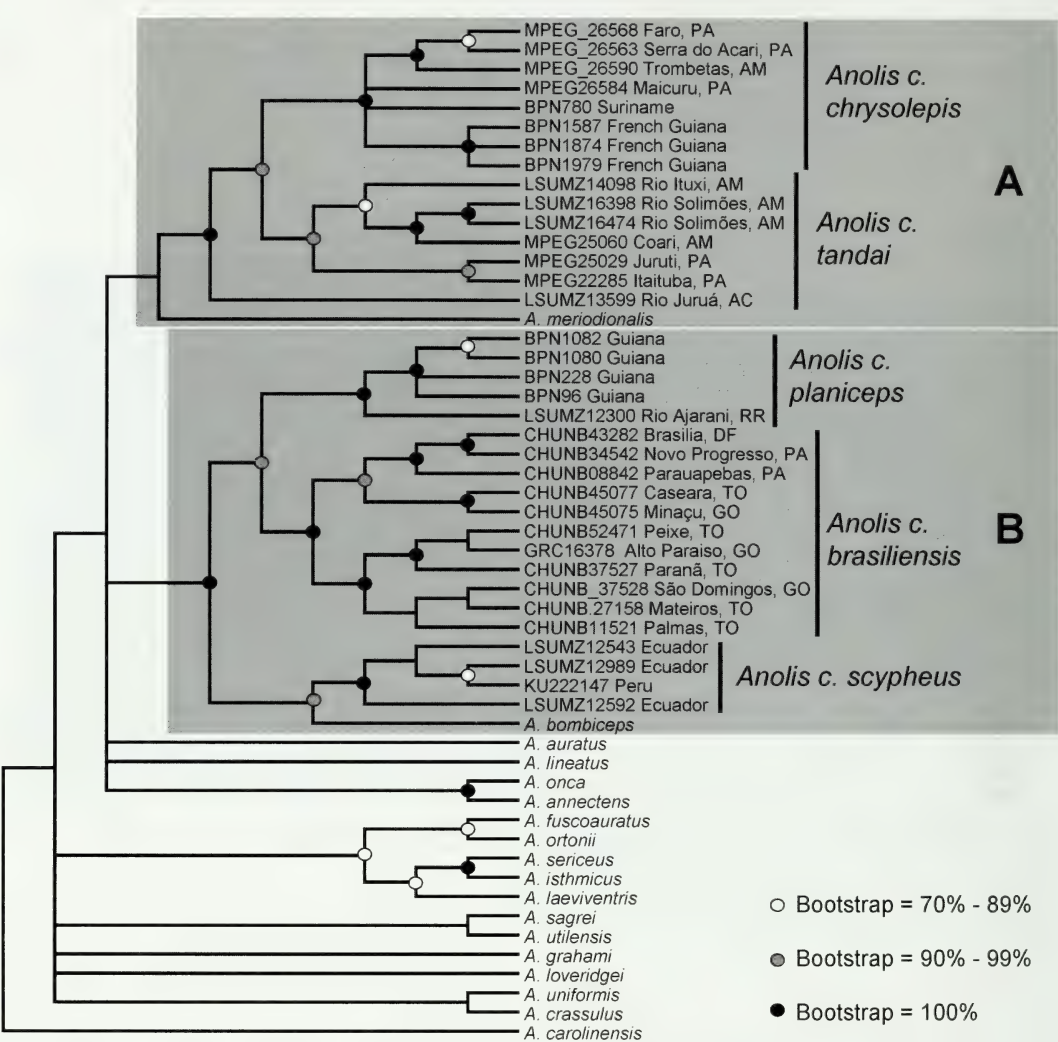 MPEG_26568 Faro, PA
MPEG_26563 Serra do Acari, PA
MPEG_26590 Trombetas, AM
MPEG26584 Maicuru, PA
BPN780 Suriname
BPN1587 French Guiana
BPN1874 French Guiana
BPN1979 French Guiana
Anolis c.
chrysolepis
LSUMZ14098 Rio Ituxi, AM
LSUMZ16398 Rio Solimões, AM
LSUMZ16474 Rio Solimões, AM
MPEG25060 Coari, AM
MPEG25029 Juruti, PA
MPEG22285 Itaituba, PA
LSUMZ13599 Rio Juruá, AC
Anolis c.
tandai
A
A. meriodionalis
BPN1082 Guiana
BPN1080 Guiana
BPN228 Guiana
BPN96 Guiana
LSUMZ12300 Rio Ajarani, RR
Anolis c.
planiceps
CHUNB43282 Brasilia, DF
CHUNB34542 Novo Progresso, PA
CHUNB08842 Parauapebas, PA
CHUNB45077 Caseara, TO
CHUNB45075 Minaçu, GO
CHUNB52471 Peixe, TO
GRC16378 Alto Paraiso, GO
CHUNB37527 Paranã, TO
CHUNB_37528 São Domingos, GO
CHUNB.27158 Mateiros, TO
CHUNB11521 Palmas, TO
Anolis c.
brasiliensis
B
LSUMZ12543 Ecuador
LSUMZ12989 Ecuador
KU222147 Peru
LSUMZ12592 Ecuador
Anolis c. scypheus
A. bombiceps
A. auratus
A. lineatus
A. onca
A. annectens
A. fuscoauratus
A. ortonii
A. sericeus
A. isthmicus
A. laeviventris
A. sagrei
A. utilensis
A. grahami
A. loveridgei
A. uniformis
A. crassulus
A. carolinensis
Bootstrap = 70% - 89%
Bootstrap = 90% - 99%
Bootstrap = 100%